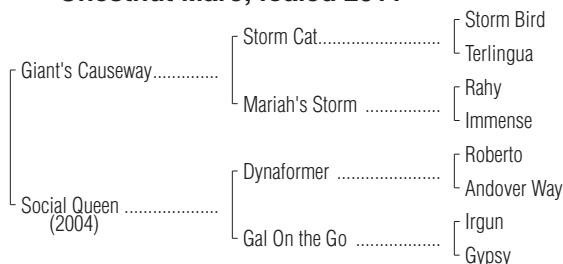 Storm Bird
Storm Cat
Terlingua
Giant's Causeway
Rahy
Mariah's Storm
Immense
Roberto
Dynaformer
Andover Way
Social Queen
(2004)
Irgun
Gal On the Go
Gypsy